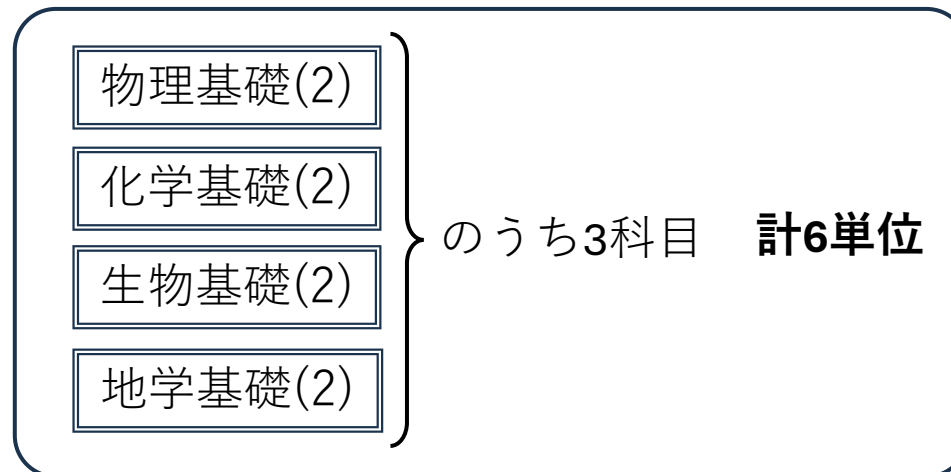 物理基礎(2)
化学基礎(2)
生物基礎(2)
地学基礎(2)
のうち3科目　計6単位